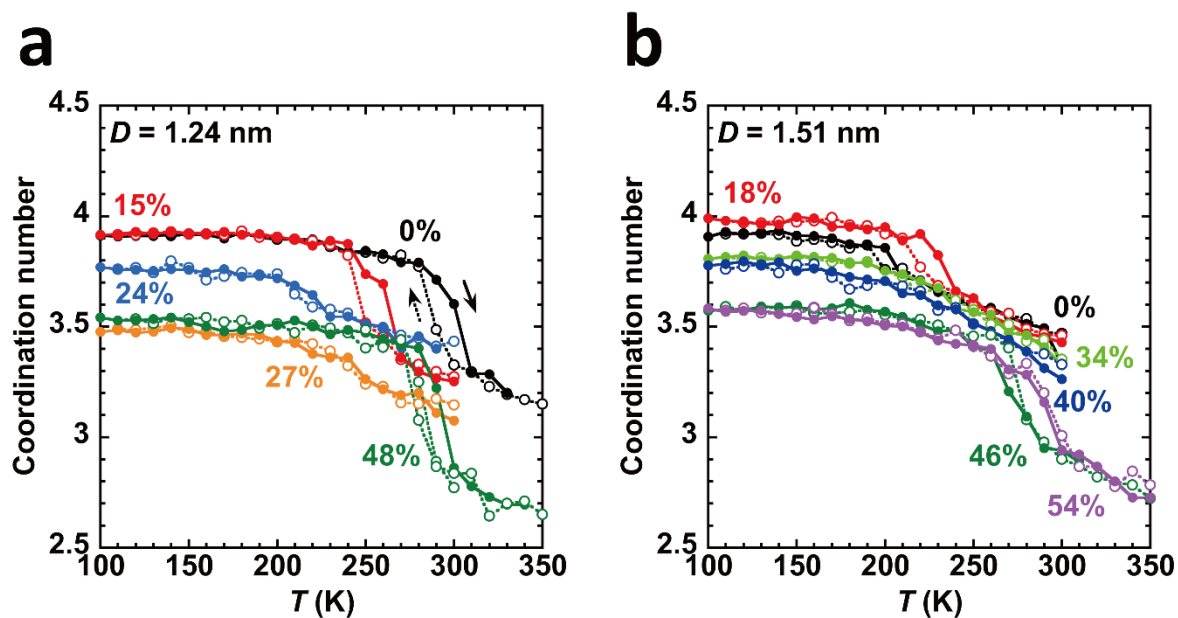 a
4.5
4
3.5
3
2.5
Coordination number
D = 1.24 nm
15%
0%
24%
27%
48%
100 150 200 250 300 350
T (K)
b
4.5
4
3.5
3
2.5
Coordination number
D = 1.51 nm
18%
0%
34%
40%
46%
54%
100 150 200 250 300 350
T (K)